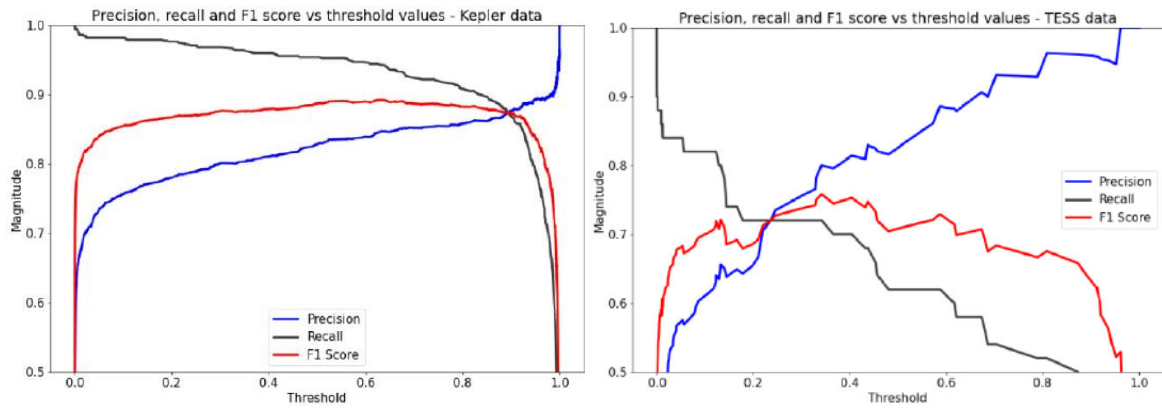 Precision, recall and F1 score vs threshold values - Kepler data
1.0
0.9
0.8
0.7
0.6
0.5
Magnitude
Precision
Recall
F1 Score
0.0 0.2 0.4 0.6 0.8 1.0
Threshold
Precision, recall and F1 score vs threshold values - TESS data
1.0
0.9
0.8
0.7
0.6
0.5
Magnitude
Precision
Recall
F1 Score
0.0 0.2 0.4 0.6 0.8 1.0
Threshold